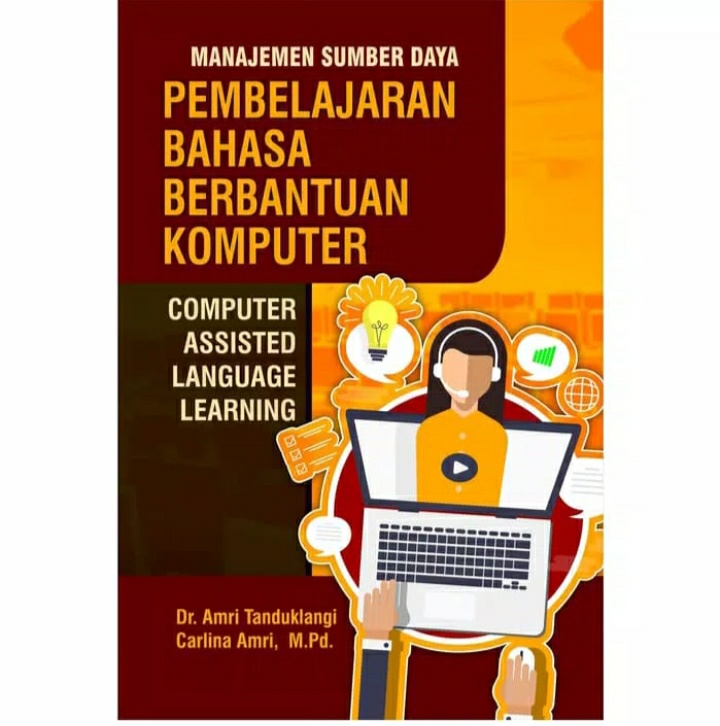 MANAJEMEN SUMBER DAYA
PEMBELAJARAN
BAHASA
BERBANTUAN
KOMPUTER
COMPUTER
ASSISTED
LANGUAGE
LEARNING
Dr. Amri Tanduklangi
Carlina Amri, M.Pd.